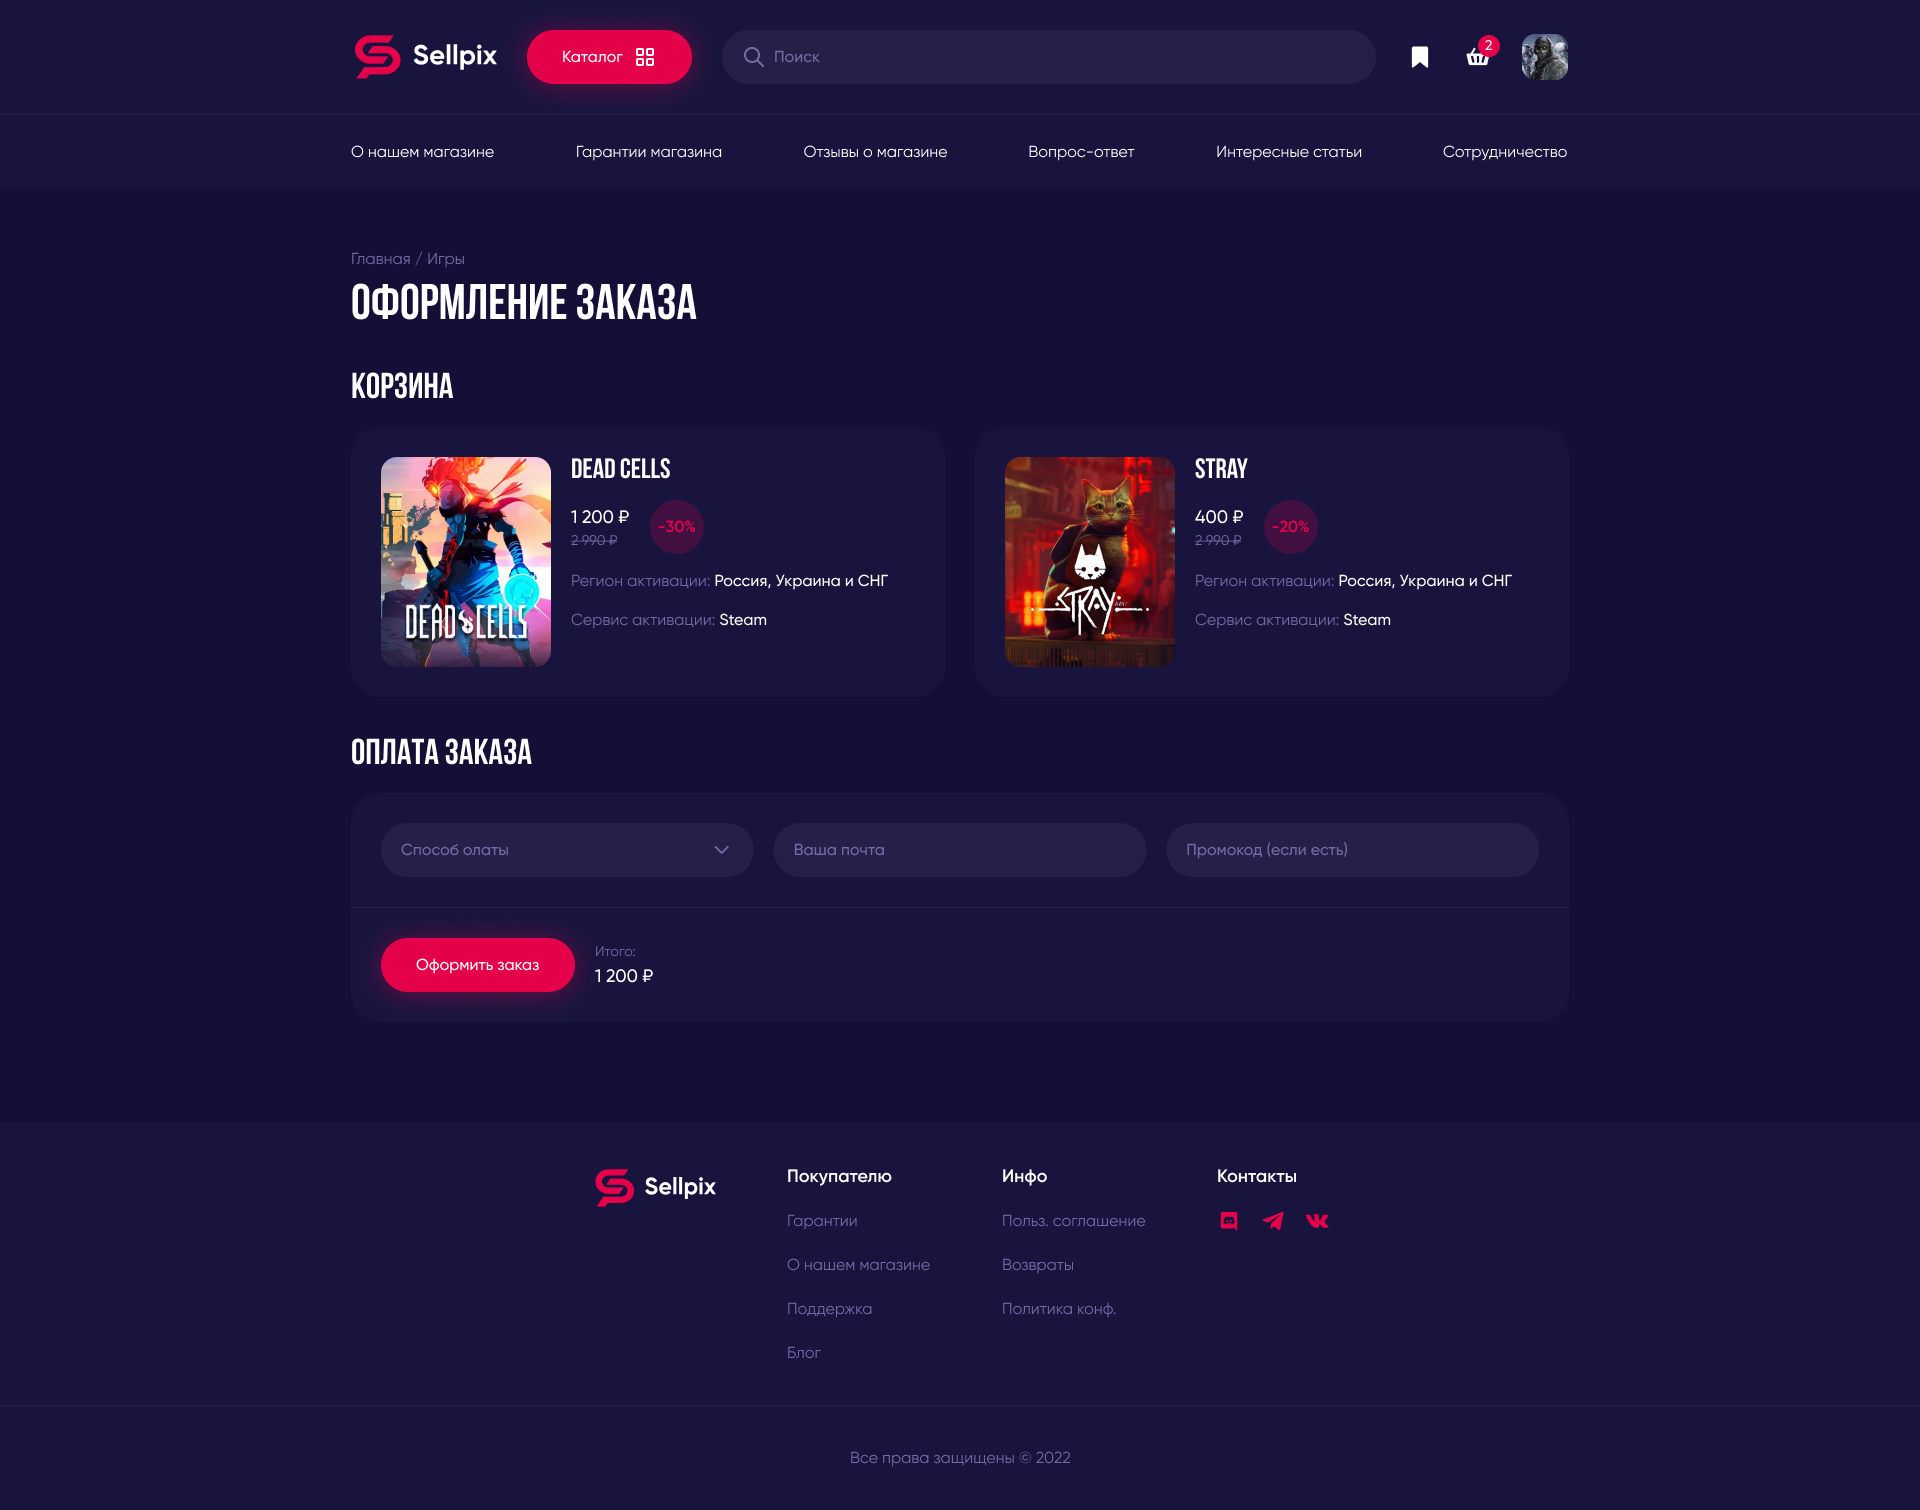 Sellpix
Каталог
Поиск
2
О нашем магазине
Гарантии магазина
Отзывы о магазине
Вопрос-ответ
Интересные статьи
Сотрудничество
Главная / Игры
ОФОРМЛЕНИЕ ЗАКАЗА
КОРЗИНА
DEAD CELLS
DEAD CELLS
1 200 ₽
-30%
2 990 ₽
Регион активации: Россия, Украина и СНГ
Сервис активации: Steam
STRAY
STRAY
400 ₽
-20%
2 990 ₽
Регион активации: Россия, Украина и СНГ
Сервис активации: Steam
ОПЛАТА ЗАКАЗА
Способ олаты
Ваша почта
Промокод (если есть)
Оформить заказ
Итого:
1 200 ₽
Sellpix
Покупателю
Гарантии
О нашем магазине
Поддержка
Блог
Инфо
Польз. соглашение
Возвраты
Политика конф.
Контакты
Все права защищены © 2022